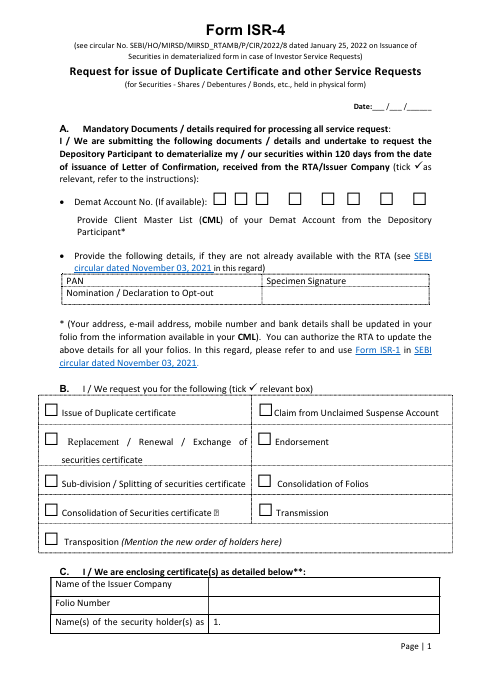 Form ISR-4
(see circular No. SEBI/HO/MIRSD/MIRSD_RTAMB/P/CIR/2022/8 dated January 25, 2022 on Issuance of
Securities in dematerialized form in case of Investor Service Requests)
Request for issue of Duplicate Certificate and other Service Requests
(for Securities - Shares / Debentures / Bonds, etc., held in physical form)
Date:___ /___ /______
A. Mandatory Documents / details required for processing all service request:
I / We are submitting the following documents / details and undertake to request the
Depository Participant to dematerialize my / our securities within 120 days from the date
of issuance of Letter of Confirmation, received from the RTA/Issuer Company (tick ✓as
relevant, refer to the instructions):
• Demat Account No. (If available): ☐ ☐ ☐ ☐ ☐ ☐ ☐ ☐
Provide Client Master List (CML) of your Demat Account from the Depository
Participant*
• Provide the following details, if they are not already available with the RTA (see SEBI
circular dated November 03, 2021 in this regard)
PAN Specimen Signature
Nomination / Declaration to Opt-out
* (Your address, e-mail address, mobile number and bank details shall be updated in your
folio from the information available in your CML). You can authorize the RTA to update the
above details for all your folios. In this regard, please refer to and use Form ISR-1 in SEBI
circular dated November 03, 2021.
B. I / We request you for the following (tick ✓ relevant box)
☐ Issue of Duplicate certificate ☐ Claim from Unclaimed Suspense Account
☐ Replacement / Renewal / Exchange of ☐ Endorsement
securities certificate
☐ Sub-division / Splitting of securities certificate ☐ Consolidation of Folios
☐ Consolidation of Securities certificate ☐ Transmission
☐ Transposition (Mention the new order of holders here)
C. I / We are enclosing certificate(s) as detailed below**:
Name of the Issuer Company
Folio Number
Name(s) of the security holder(s) as 1.
Page | 1